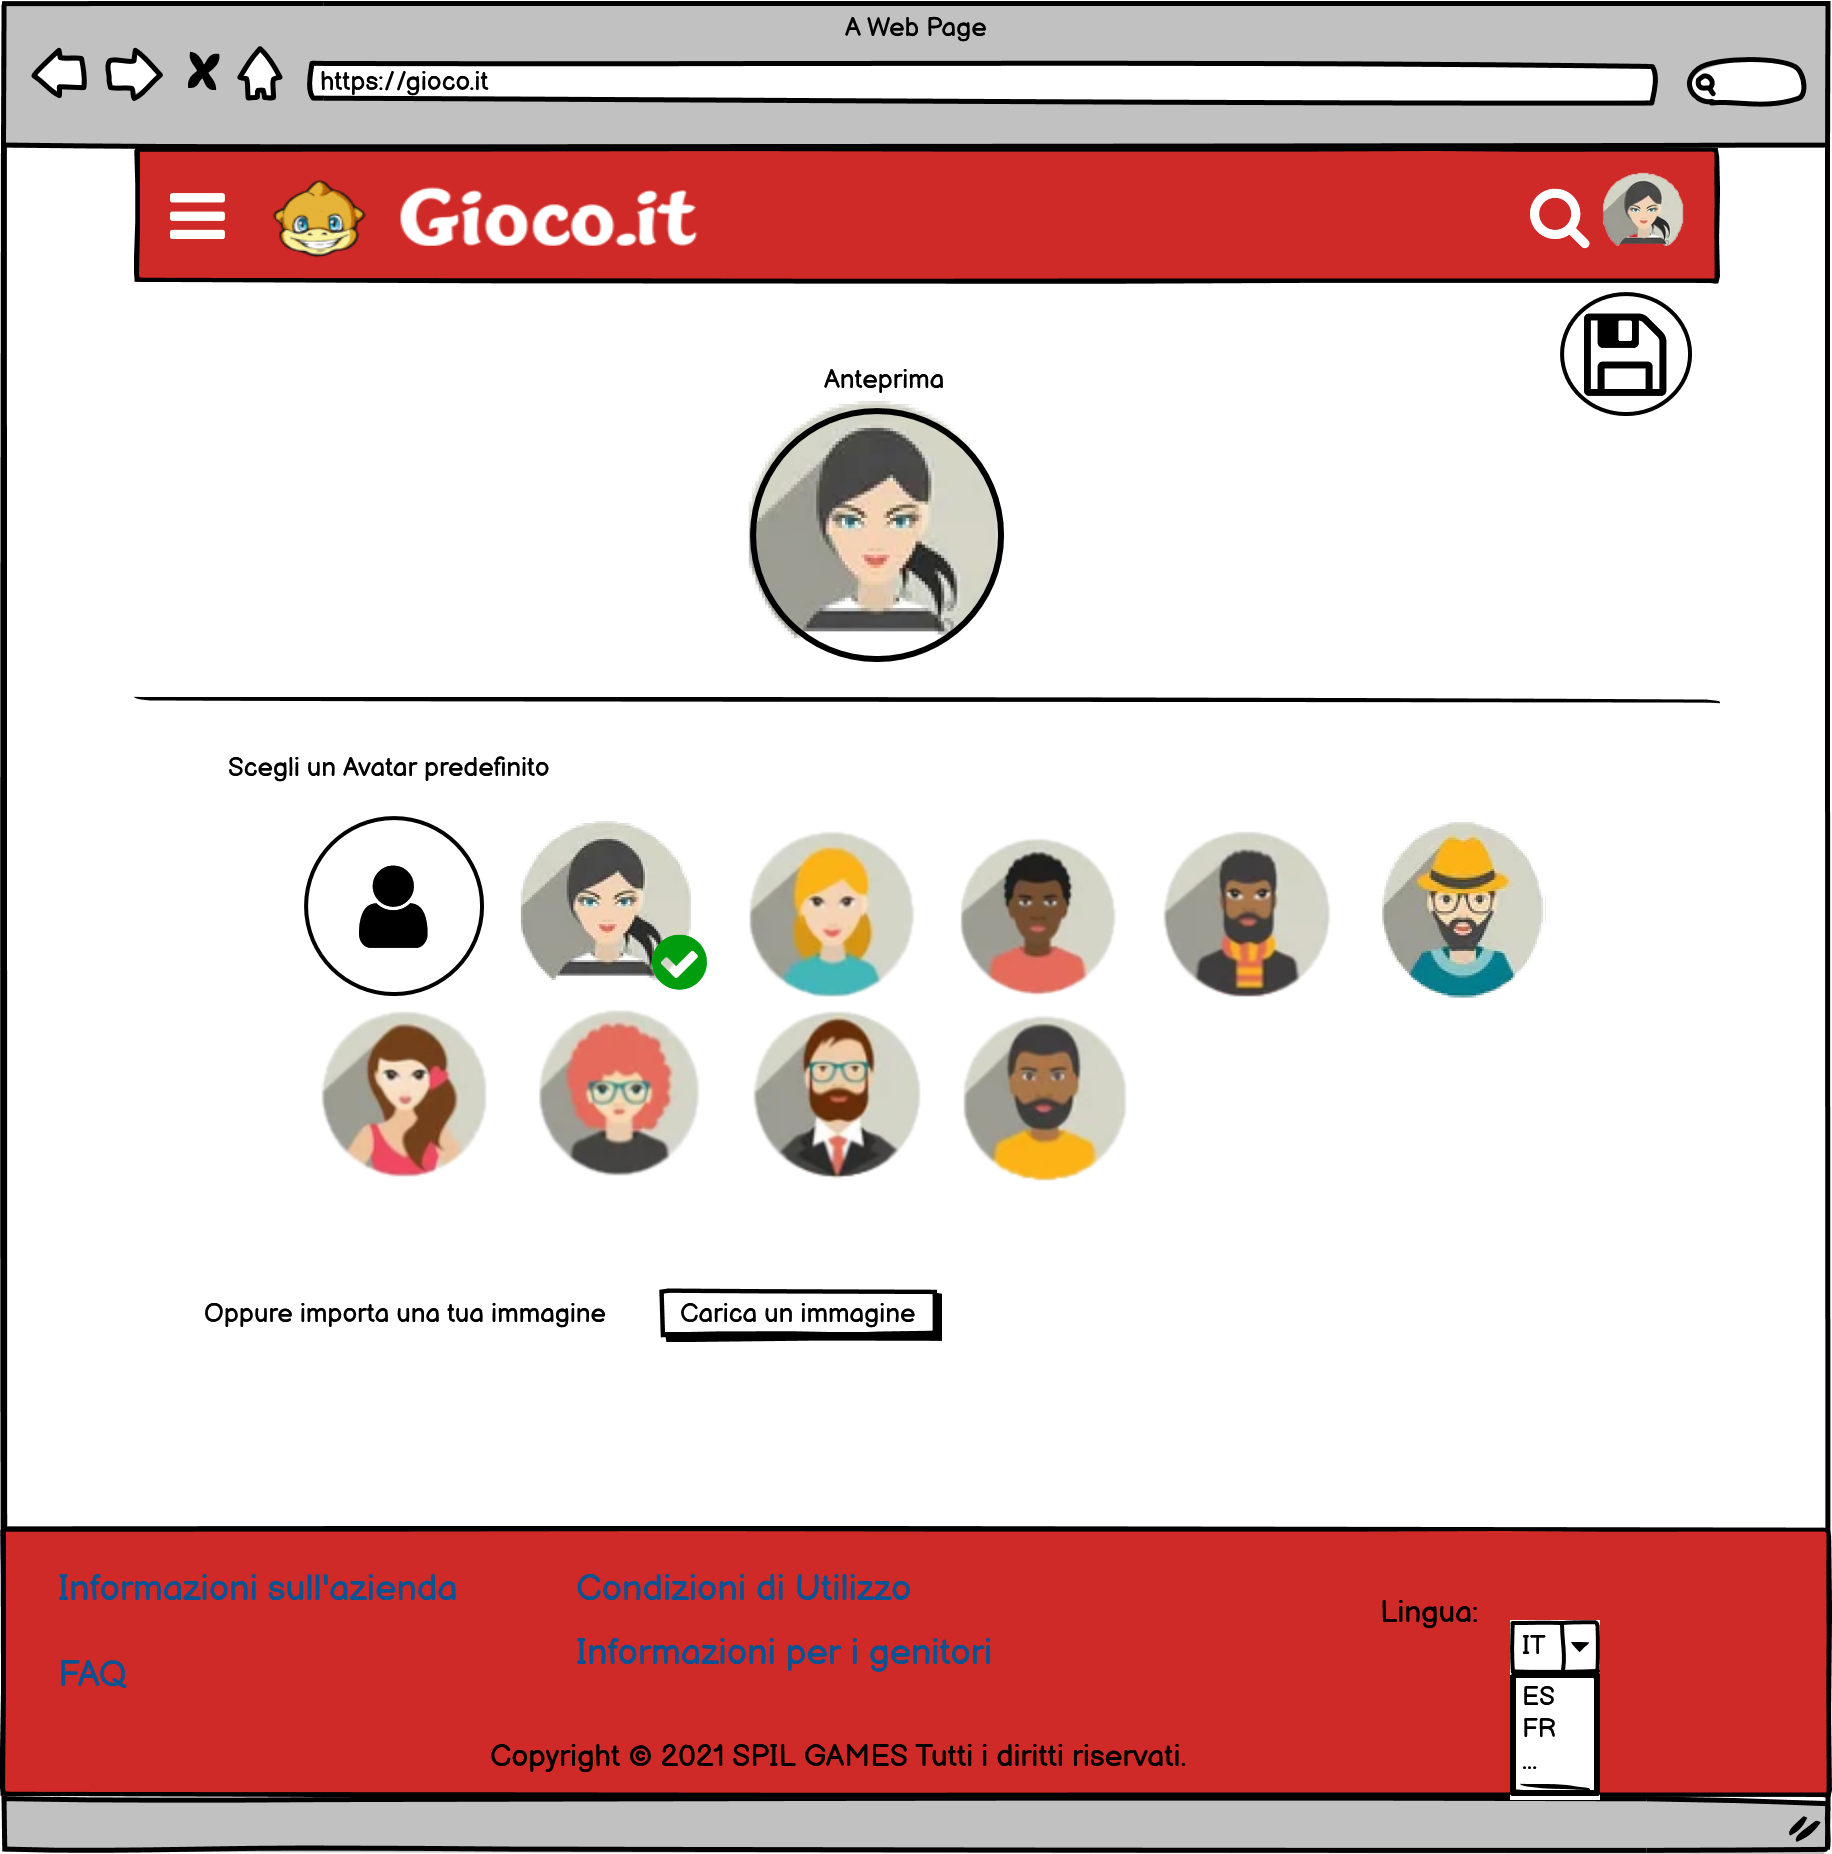 A Web Page
https://gioco.it
Gioco.it
Anteprima
Scegli un Avatar predefinito
Oppure importa una tua immagine
Carica un immagine
Informazioni sull'azienda
Condizioni di Utilizzo
Lingua:
Informazioni per i genitori
FAQ
IT
ES
FR
...
Copyright © 2021 SPIL GAMES Tutti i diritti riservati.